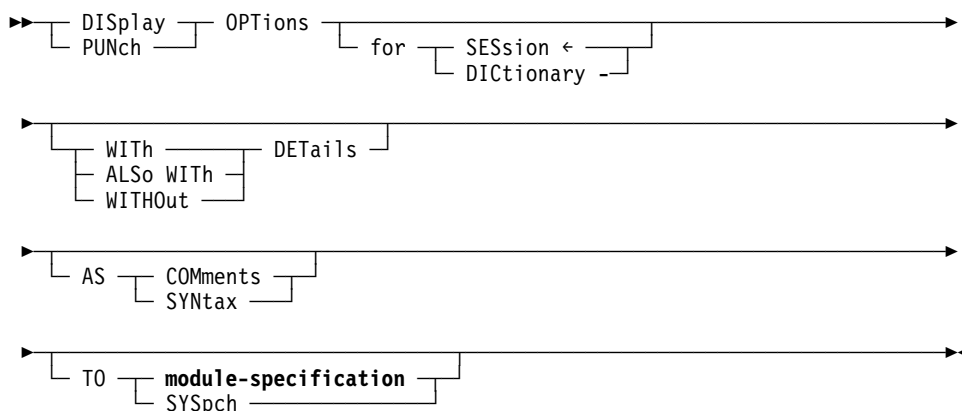 DISplay OPTions for SESsion ←
PUNch DICtionary
WITh DETails
ALSo WITh
WITHOut
AS COMments
SYNtax
TO module-specification
SYSpch